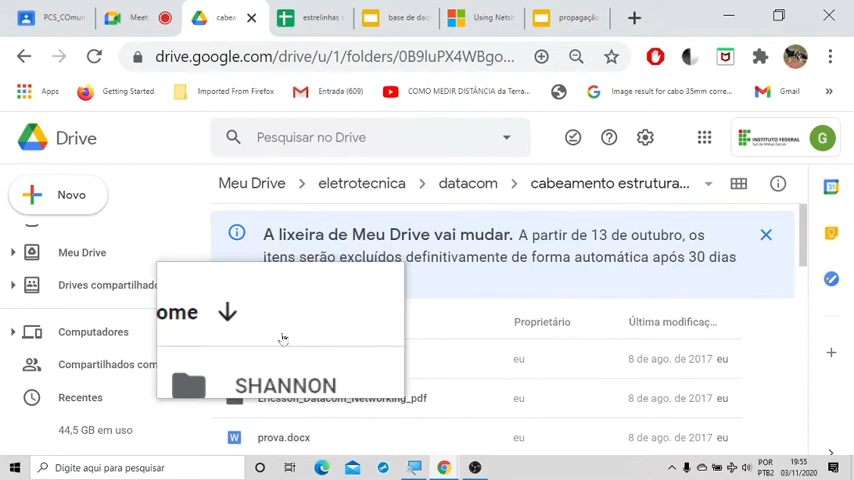 PCS_COmun
Meet
cabea
estrelinhas
base de dad
Using Netsh
propagação
drive.google.com/drive/u/1/folders/0B9luPX4WBgo...
Apps
Getting Started
Imported From Firefox
Entrada (609)
COMO MEDIR DISTÂNCIA da Terra...
Image result for cabo 35mm corre...
Gmail
»
Drive
Pesquisar no Drive
INSTITUTO FEDERAL
Sul de Minas Gerais
G
Novo
Meu Drive > eletrotecnica > datacom > cabeamento estrutura...
A lixeira de Meu Drive vai mudar. A partir de 13 de outubro, os
itens serão excluídos definitivamente de forma automática após 30 dias
Meu Drive
Drives compartilhado
Computadores
Compartilhados com
Recentes
44,5 GB em uso
ome ↓
SHANNON
Proprietário
Última modificaç...
eu
8 de ago. de 2017 eu
Ericsson_Datacom_Networking_pdf
eu
8 de ago. de 2017 eu
W prova.docx
eu
8 de ago. de 2017 eu
Digite aqui para pesquisar
POR
PTB2
19:55
03/11/2020